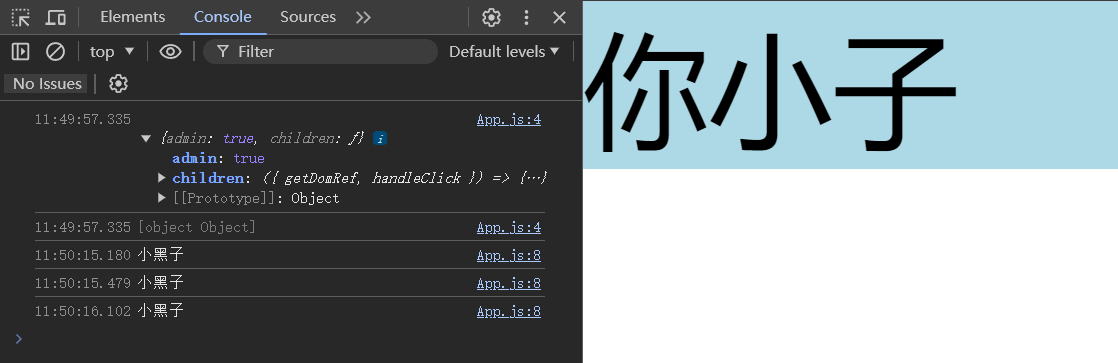 Elements Console Sources
top Filter Default levels
No Issues
11:49:57.335 App.js:4
{admin: true, children: ƒ} i
admin: true
children: ({ getDomRef, handleClick }) => {…}
[[Prototype]]: Object
11:49:57.335 [object Object] App.js:4
11:50:15.180 小黑子 App.js:8
11:50:15.479 小黑子 App.js:8
11:50:16.102 小黑子 App.js:8
你小子